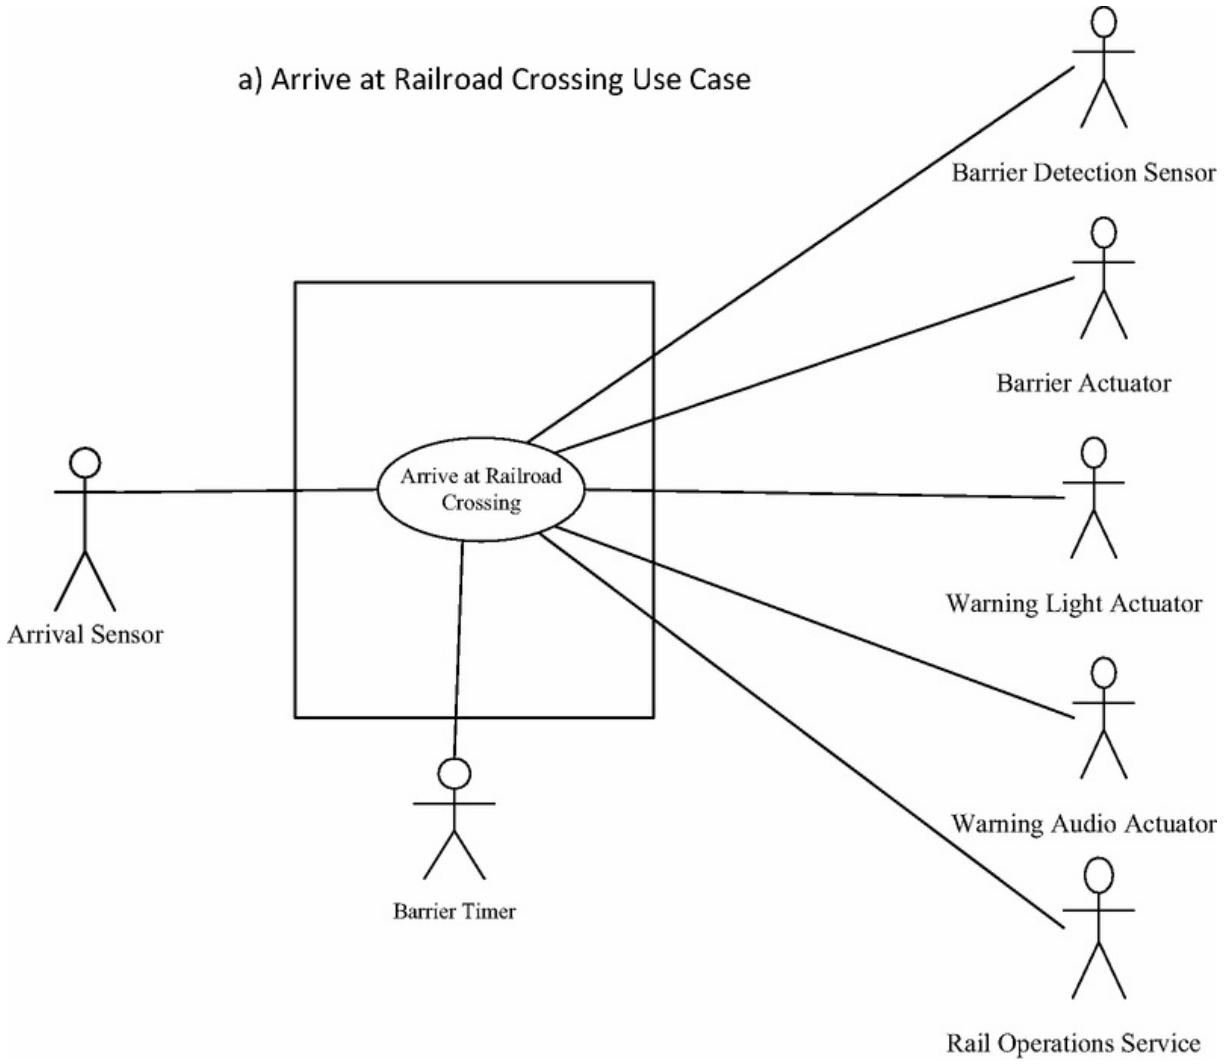 a) Arrive at Railroad Crossing Use Case
Barrier Detection Sensor
Barrier Actuator
Arrive at Railroad
Crossing
Warning Light Actuator
Arrival Sensor
Warning Audio Actuator
Barrier Timer
Rail Operations Service